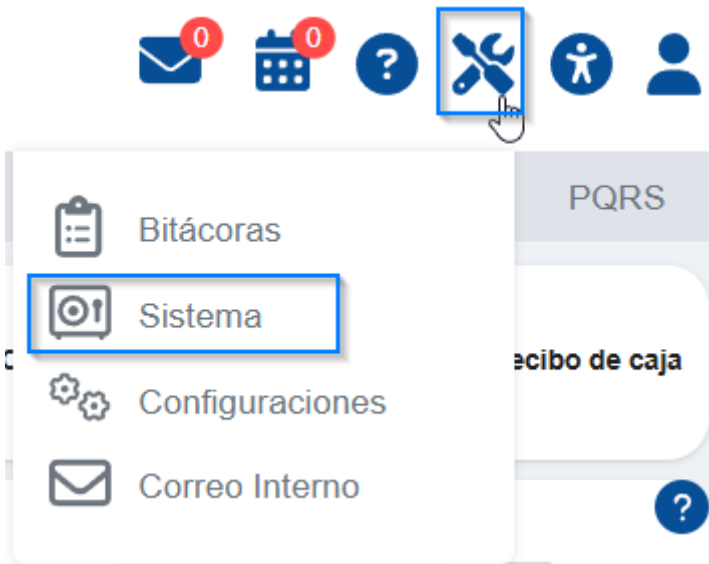 0
0
?
PQRS
Bitácoras
Sistema
ecibo de caja
Configuraciones
Correo Interno
?